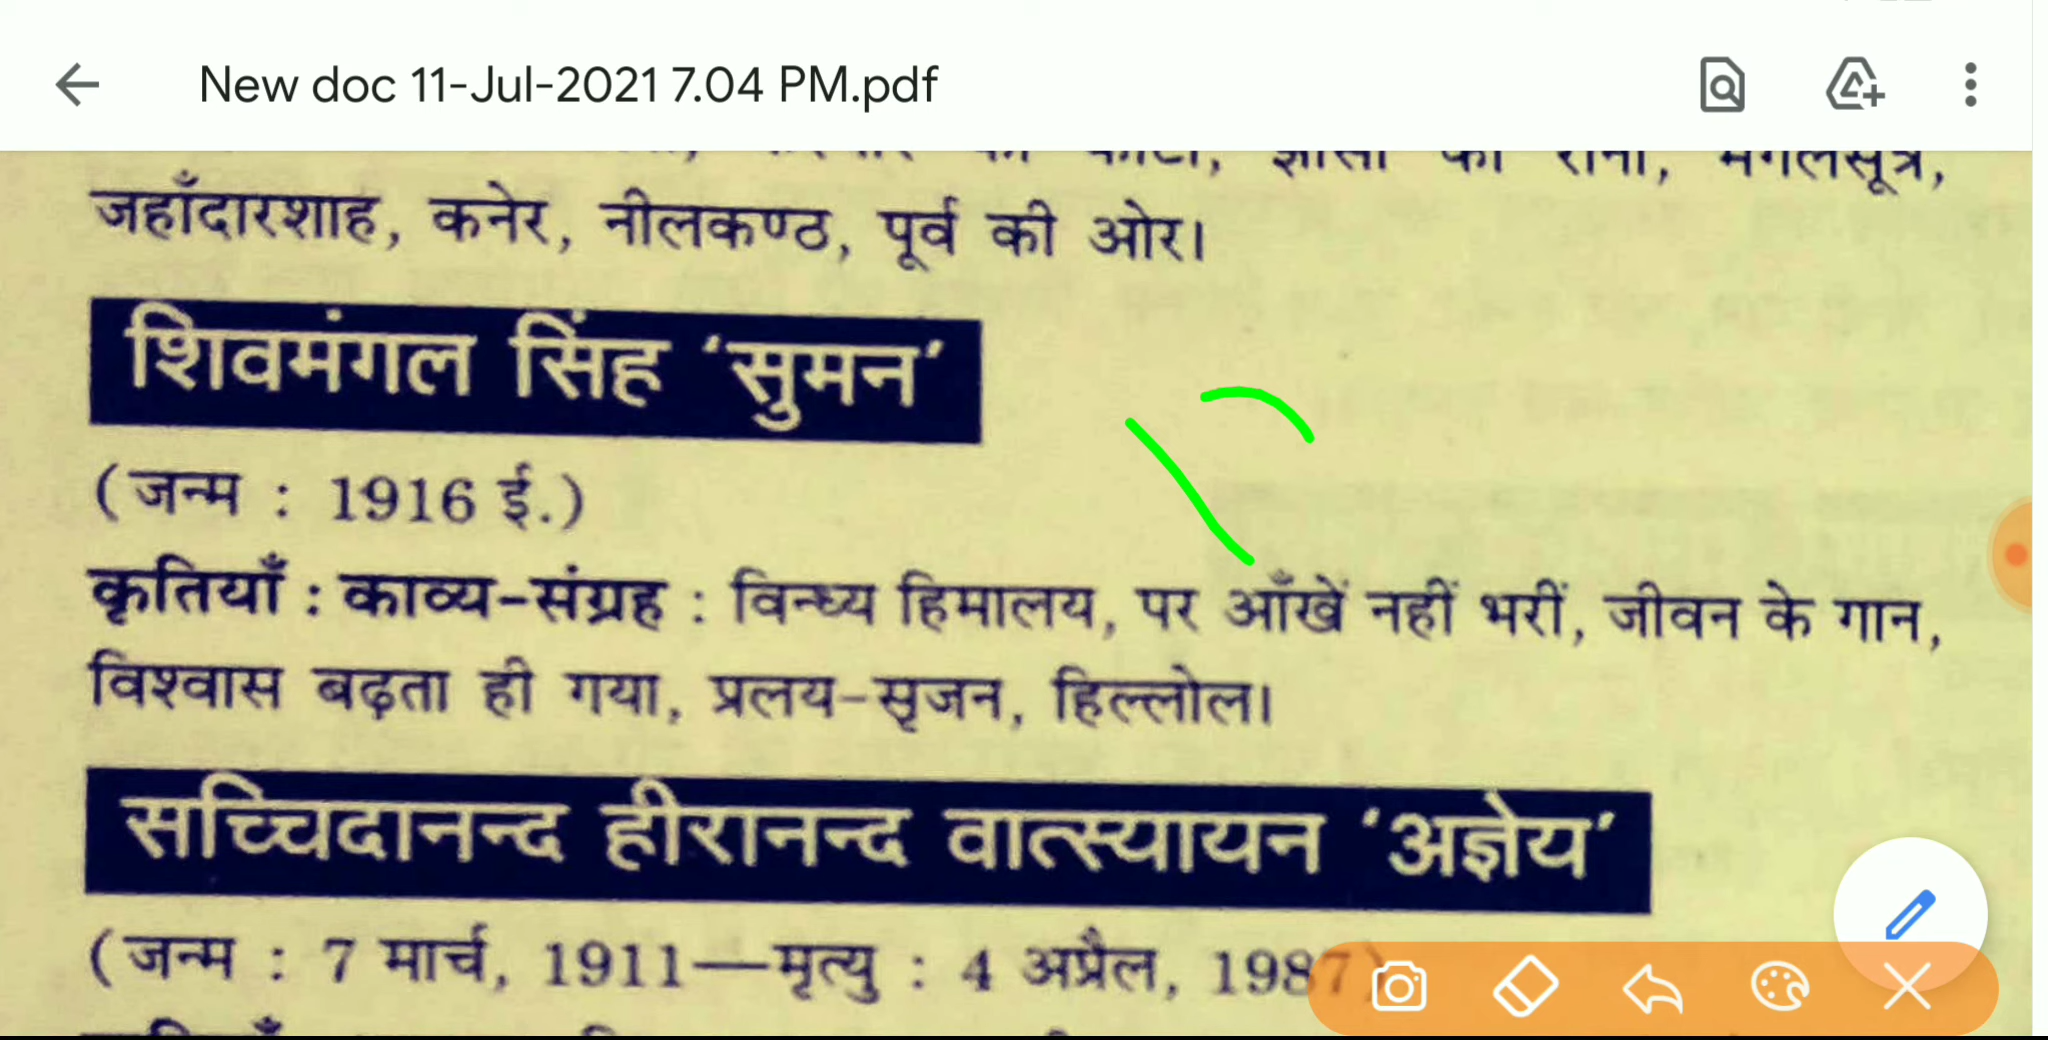 New doc 11-Jul-2021 7.04 PM.pdf
झाँसी की रानी, मंगलसूत्र,
जहाँदारशाह, कनेर, नीलकण्ठ, पूर्व की ओर।
शिवमंगल सिंह ‘सुमन’
(जन्म : 1916 ई.)
कृतियाँ : काव्य-संग्रह : विन्ध्य हिमालय, पर आँखें नहीं भरीं, जीवन के गान,
विश्वास बढ़ता ही गया, प्रलय-सृजन, हिल्लोल।
सच्चिदानन्द हीरानन्द वात्स्यायन ‘अज्ञेय’
(जन्म : 7 मार्च, 1911—मृत्यु : 4 अप्रैल, 1987)